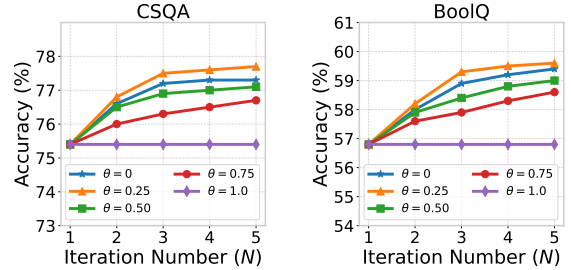 CSQA
Accuracy (%)
78
77
76
75
74
73
θ = 0
θ = 0.25
θ = 0.50
θ = 0.75
θ = 1.0
1 2 3 4 5
Iteration Number (N)
BoolQ
Accuracy (%)
61
60
59
58
57
56
55
54
θ = 0
θ = 0.25
θ = 0.50
θ = 0.75
θ = 1.0
1 2 3 4 5
Iteration Number (N)